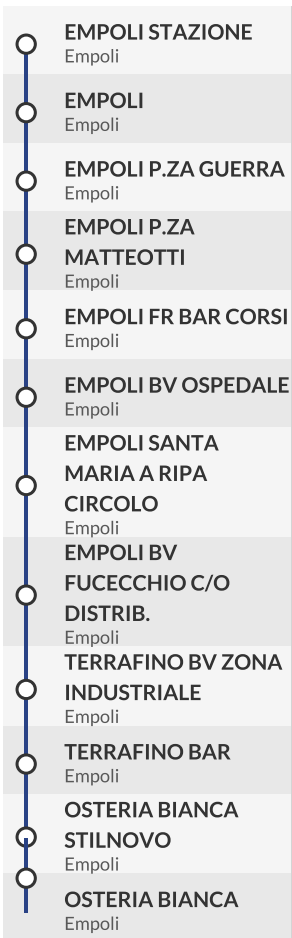 EMPOLI STAZIONE
Empoli
EMPOLI
Empoli
EMPOLI P.ZA GUERRA
Empoli
EMPOLI P.ZA
MATTEOTTI
Empoli
EMPOLI FR BAR CORSI
Empoli
EMPOLI BV OSPEDALE
Empoli
EMPOLI SANTA
MARIA A RIPA
CIRCOLO
Empoli
EMPOLI BV
FUCECCHIO C/O
DISTRIB.
Empoli
TERRAFINO BV ZONA
INDUSTRIALE
Empoli
TERRAFINO BAR
Empoli
OSTERIA BIANCA
STILNOVO
Empoli
OSTERIA BIANCA
Empoli